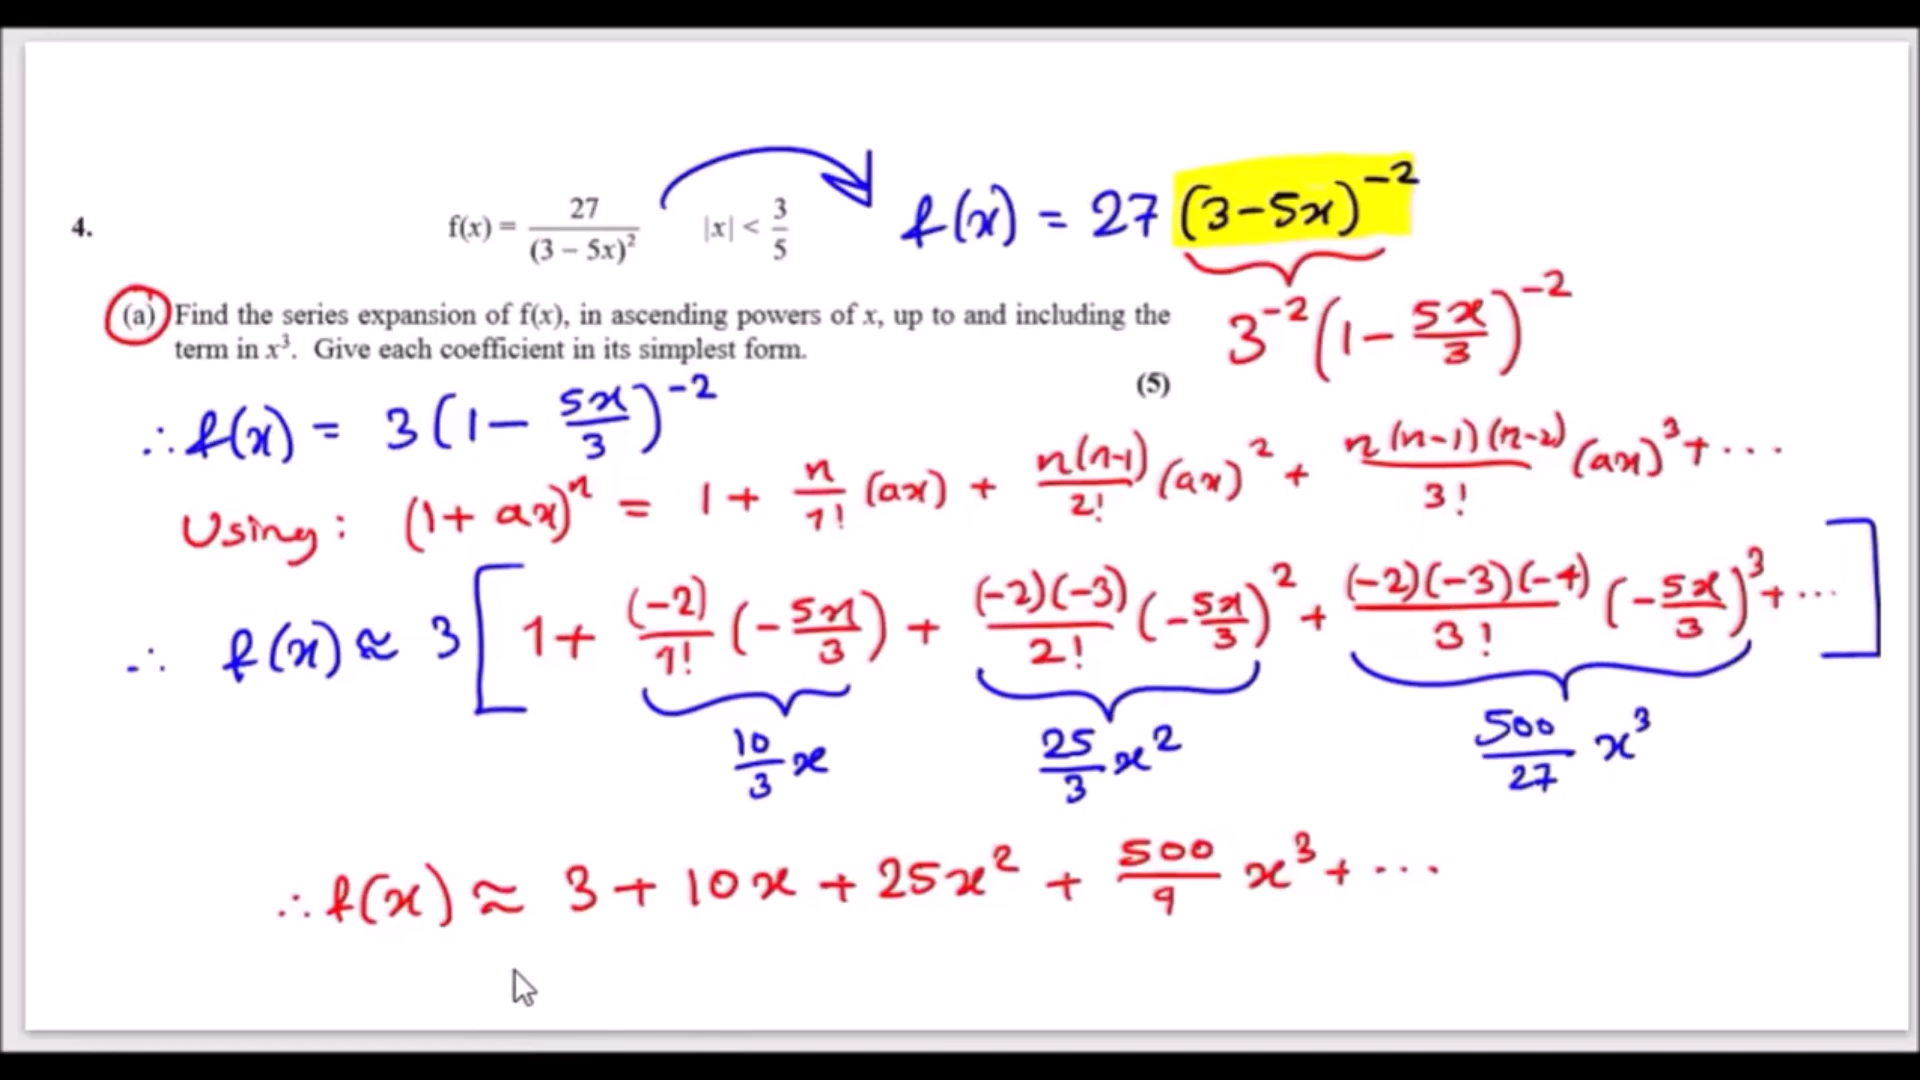 4. f(x) = 27/(3 − 5x)² |x| < 3/5
f(x) = 27 (3−5x)⁻²
3⁻²(1 − 5x/3)⁻²
(a) Find the series expansion of f(x), in ascending powers of x, up to and including the
term in x³. Give each coefficient in its simplest form.
(5)
∴ f(x) = 3(1 − 5x/3)⁻²
Using: (1 + ax)ⁿ = 1 + n/1! (ax) + n(n-1)/2! (ax)² + n(n-1)(n-2)/3! (ax)³ + ...
∴ f(x) ≈ 3[1 + (-2)/1! (-5x/3) + (-2)(-3)/2! (-5x/3)² + (-2)(-3)(-4)/3! (-5x/3)³ + ...]
10/3 x 25/3 x² 500/27 x³
∴ f(x) ≈ 3 + 10x + 25x² + 500/9 x³ + ...